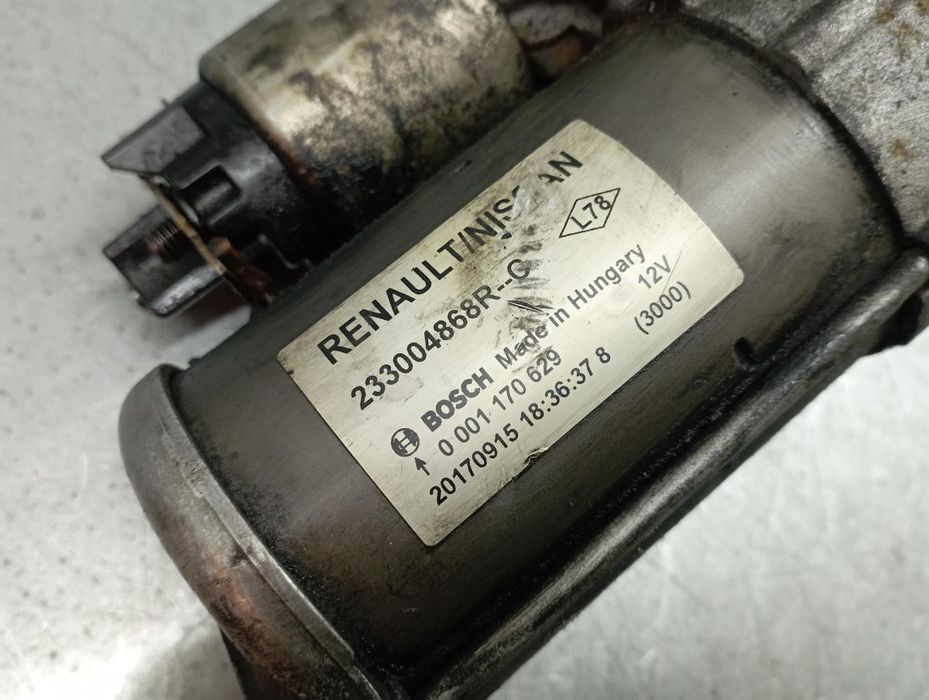 RENAULT/NISSAN
L78
233004868R--C
BOSCH Made in Hungary
0 001 170 629 12V
20170915 18:36:37 8 (3000)